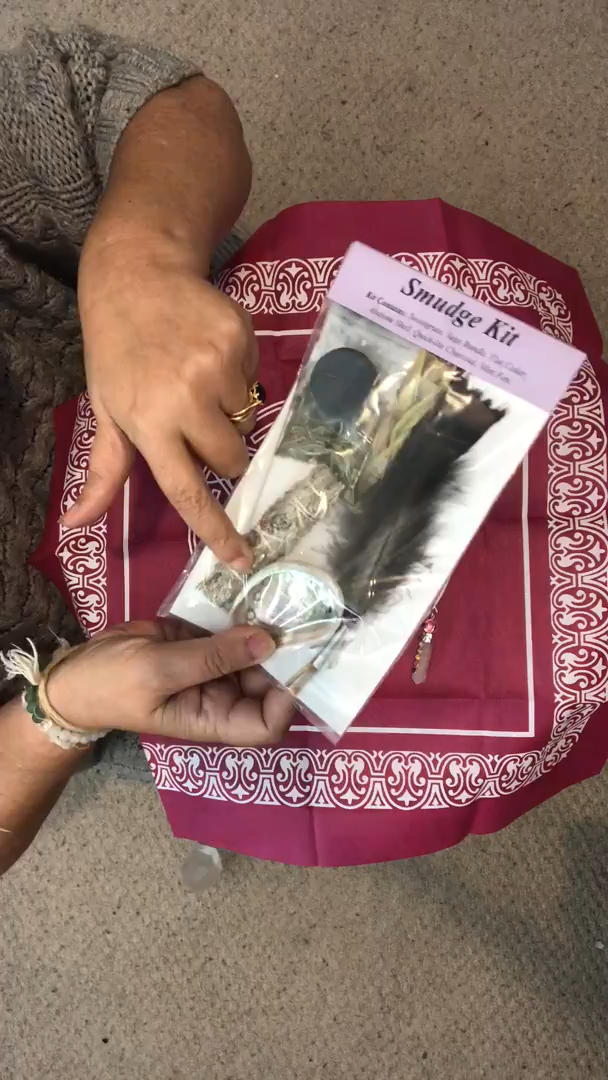 Smudge Kit
Kit Contains: Sweetgrass, Sage Bundle, Flat Cedar,
Abalone Shell, Quicklite Charcoal, Mini Fan.